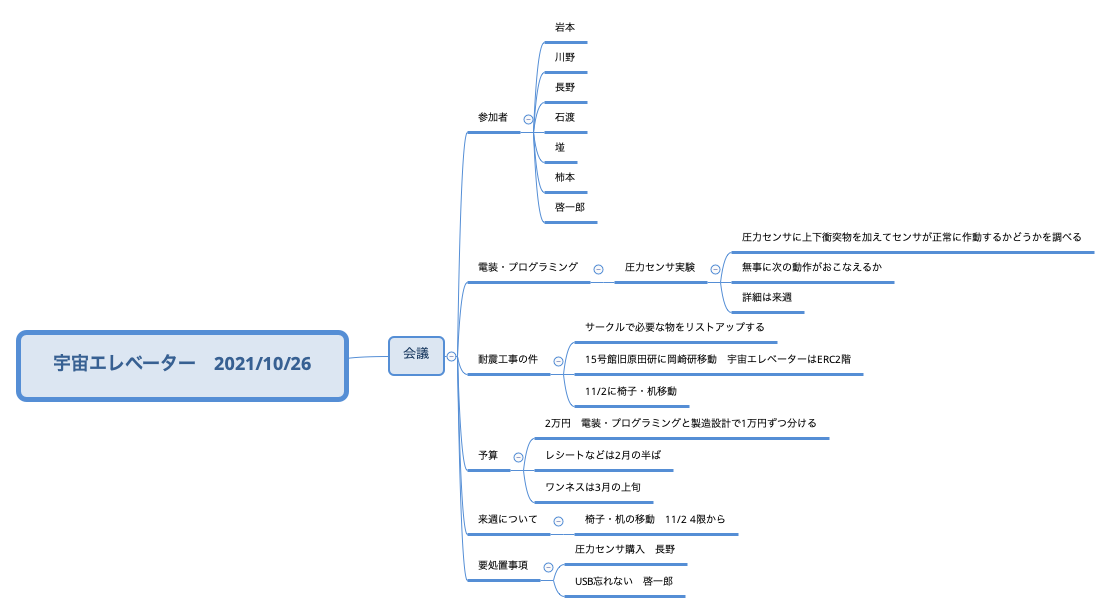 宇宙エレベーター　2021/10/26
会議
参加者
岩本
川野
長野
石渡
墐
柿本
啓一郎
電装・プログラミング
圧力センサ実験
圧力センサに上下衝突物を加えてセンサが正常に作動するかどうかを調べる
無事に次の動作がおこなえるか
詳細は来週
耐震工事の件
サークルで必要な物をリストアップする
15号館旧原田研に岡崎研移動　宇宙エレベーターはERC2階
11/2に椅子・机移動
予算
2万円　電装・プログラミングと製造設計で1万円ずつ分ける
レシートなどは2月の半ば
ワンネスは3月の上旬
来週について
椅子・机の移動　11/2 4限から
要処置事項
圧力センサ購入　長野
USB忘れない　啓一郎